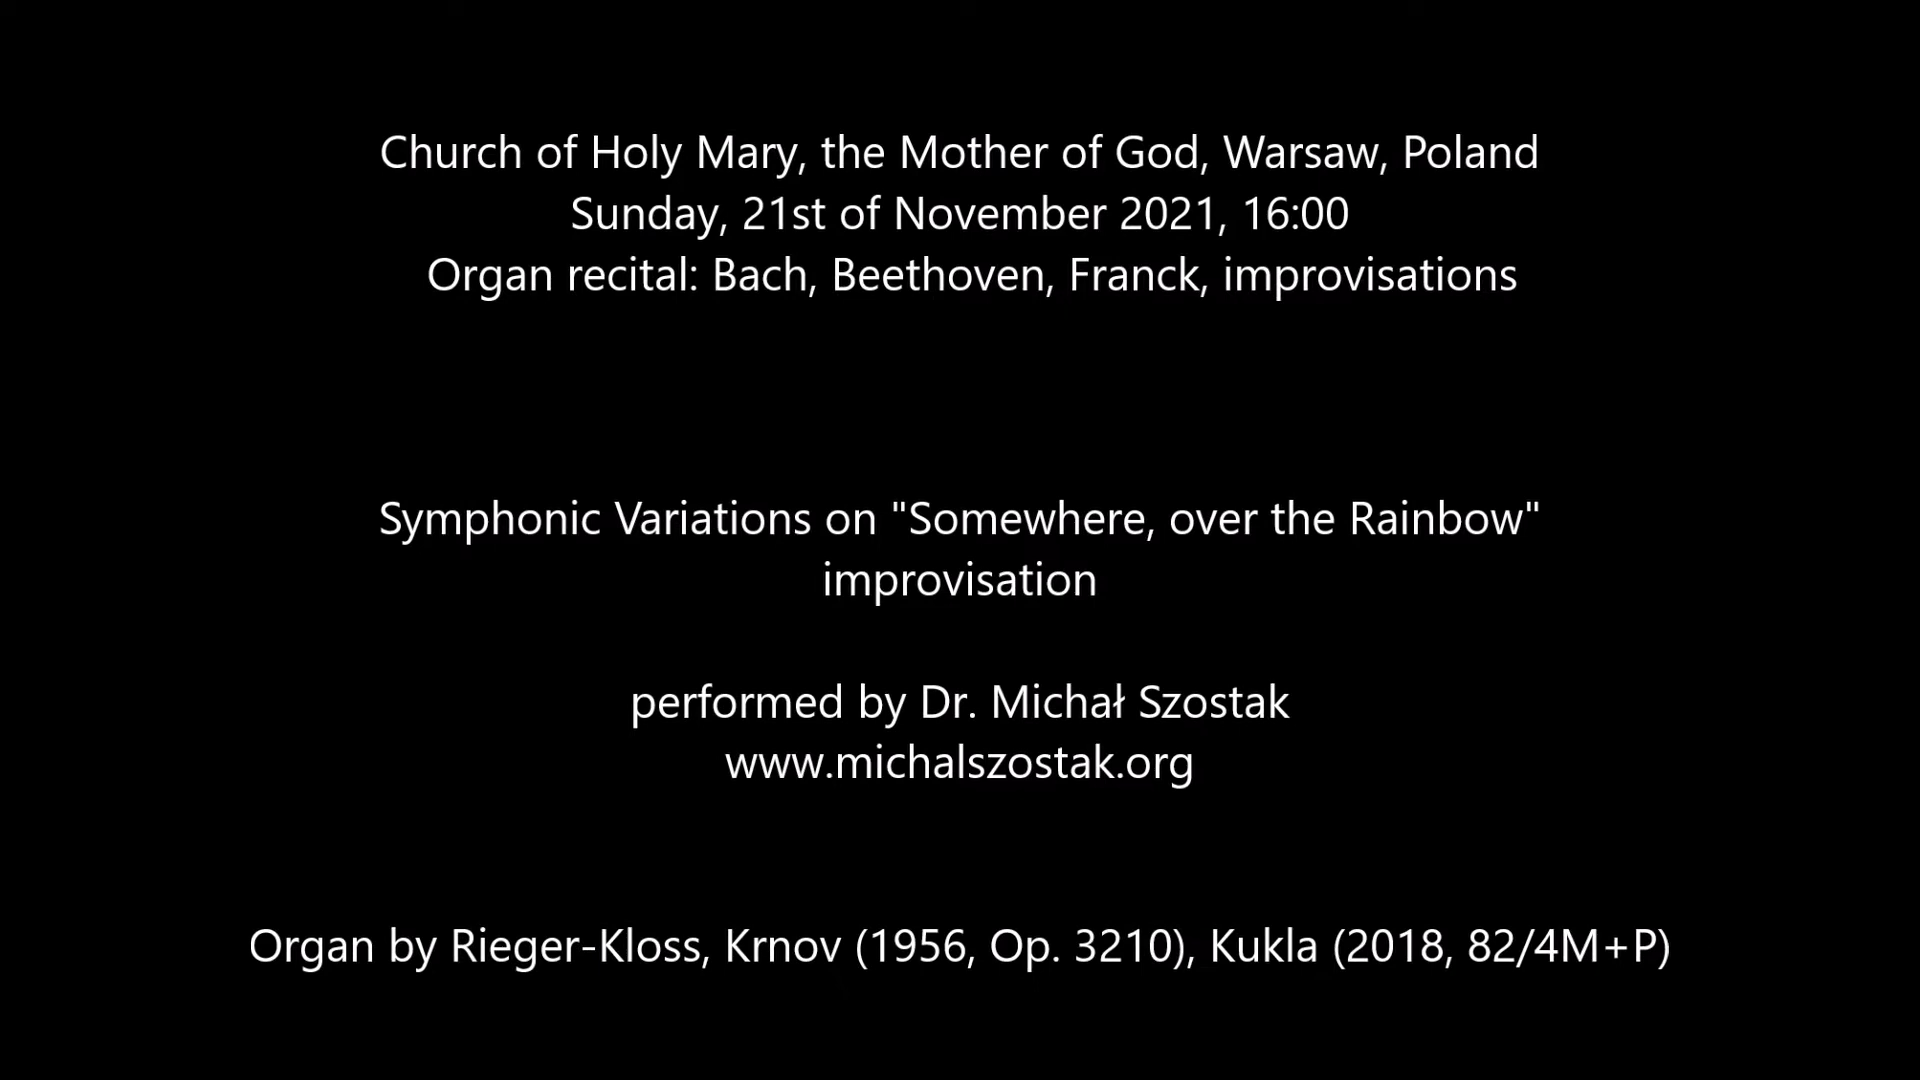 Church of Holy Mary, the Mother of God, Warsaw, Poland
Sunday, 21st of November 2021, 16:00
Organ recital: Bach, Beethoven, Franck, improvisations
Symphonic Variations on "Somewhere, over the Rainbow"
improvisation
performed by Dr. Michał Szostak
www.michalszostak.org
Organ by Rieger-Kloss, Krnov (1956, Op. 3210), Kukla (2018, 82/4M+P)